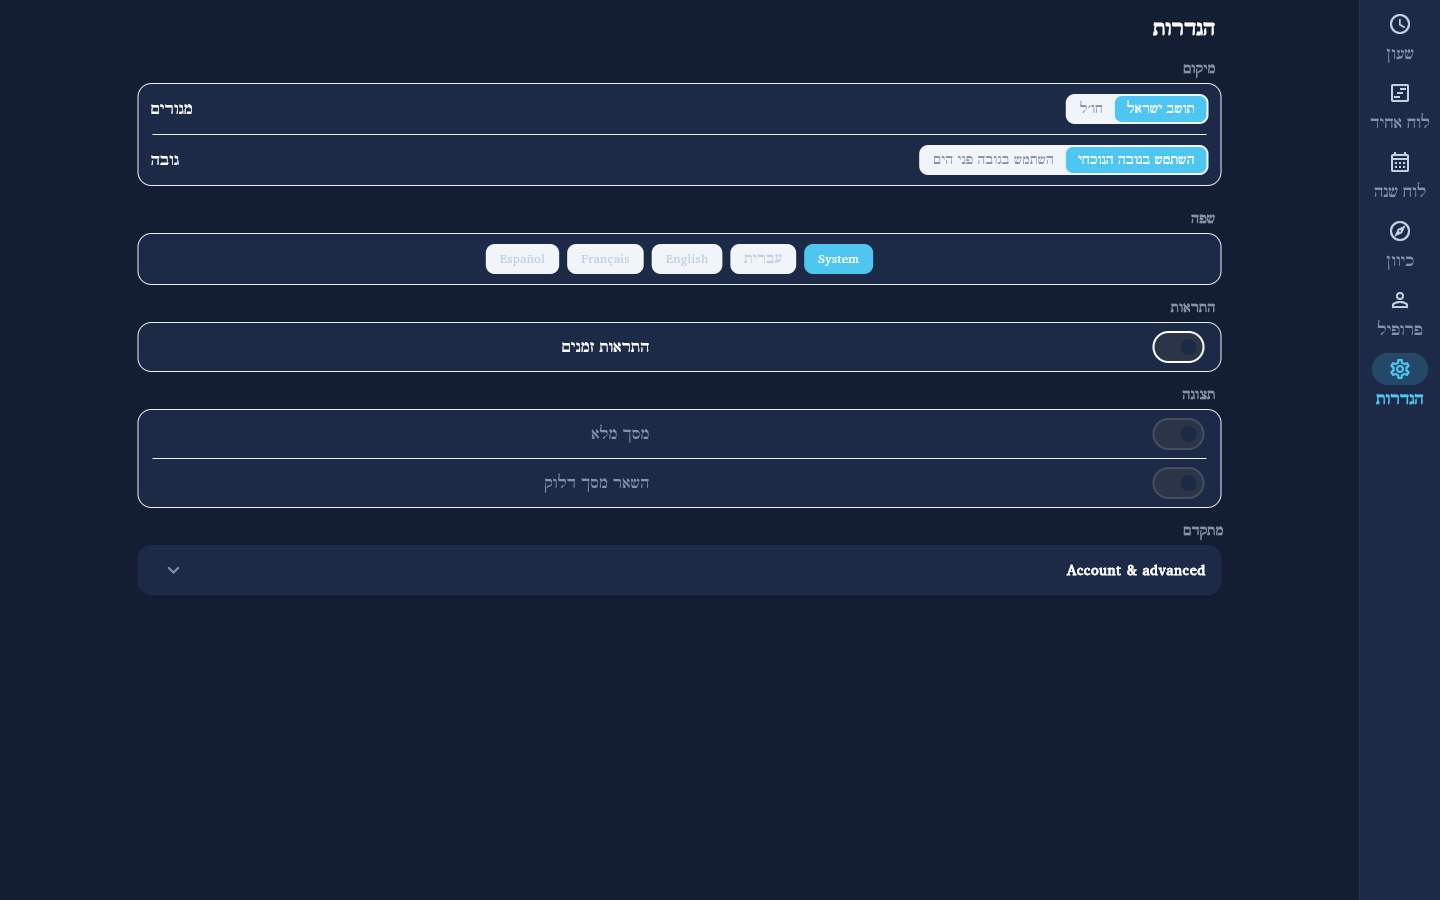 הגדרות
מיקום
תושב ישראל
חו״ל
מגורים
השתמש בגובה הנוכחי
השתמש בגובה פני הים
גובה
שפה
System
עברית
English
Français
Español
התראות
התראות זמנים
תצוגה
מסך מלא
השאר מסך דלוק
מתקדם
Account & advanced
שעון
לוח אחיד
לוח שנה
כיוון
פרופיל
הגדרות